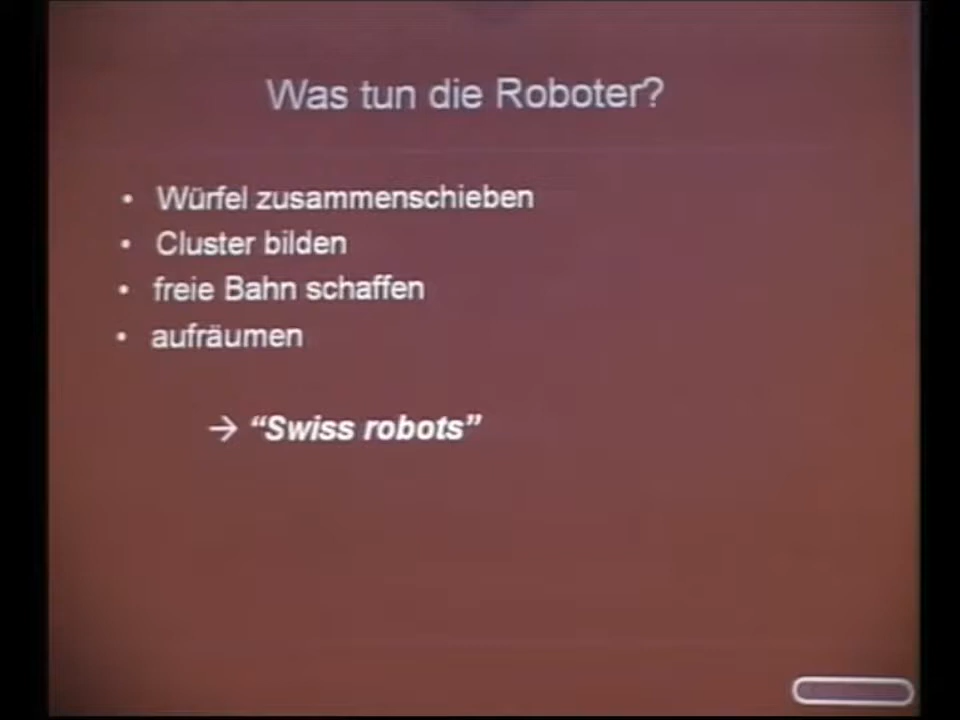 Was tun die Roboter?
• Würfel zusammenschieben
• Cluster bilden
• freie Bahn schaffen
• aufräumen
→ “Swiss robots”